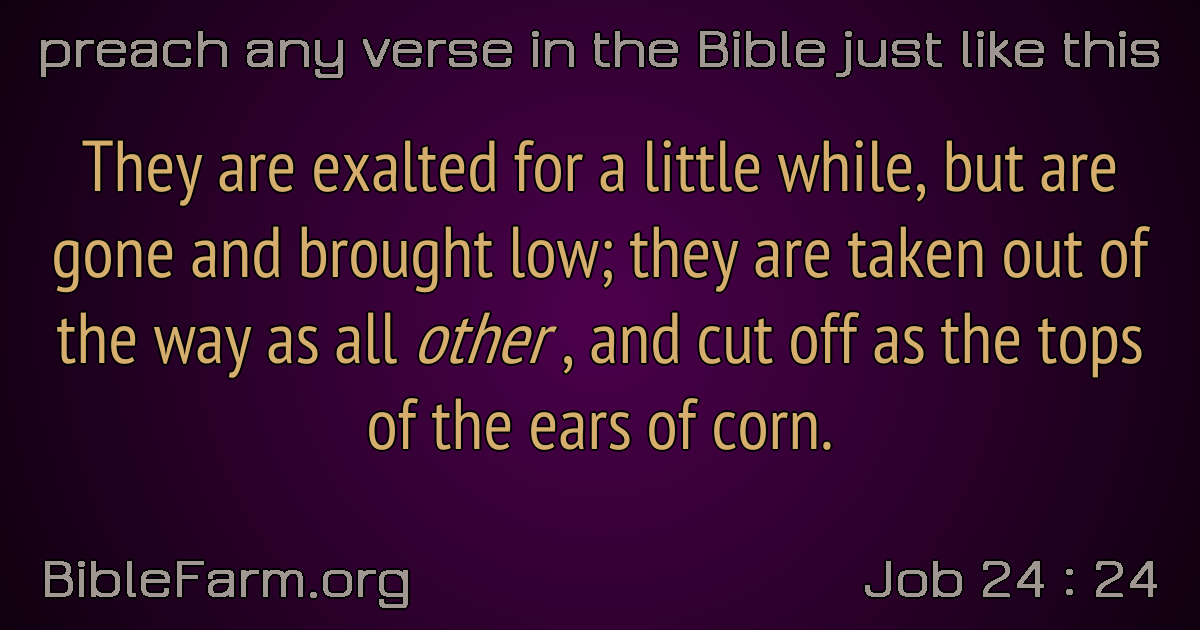 preach any verse in the Bible just like this
They are exalted for a little while, but are
gone and brought low; they are taken out of
the way as all other , and cut off as the tops
of the ears of corn.
BibleFarm.org
Job 24 : 24